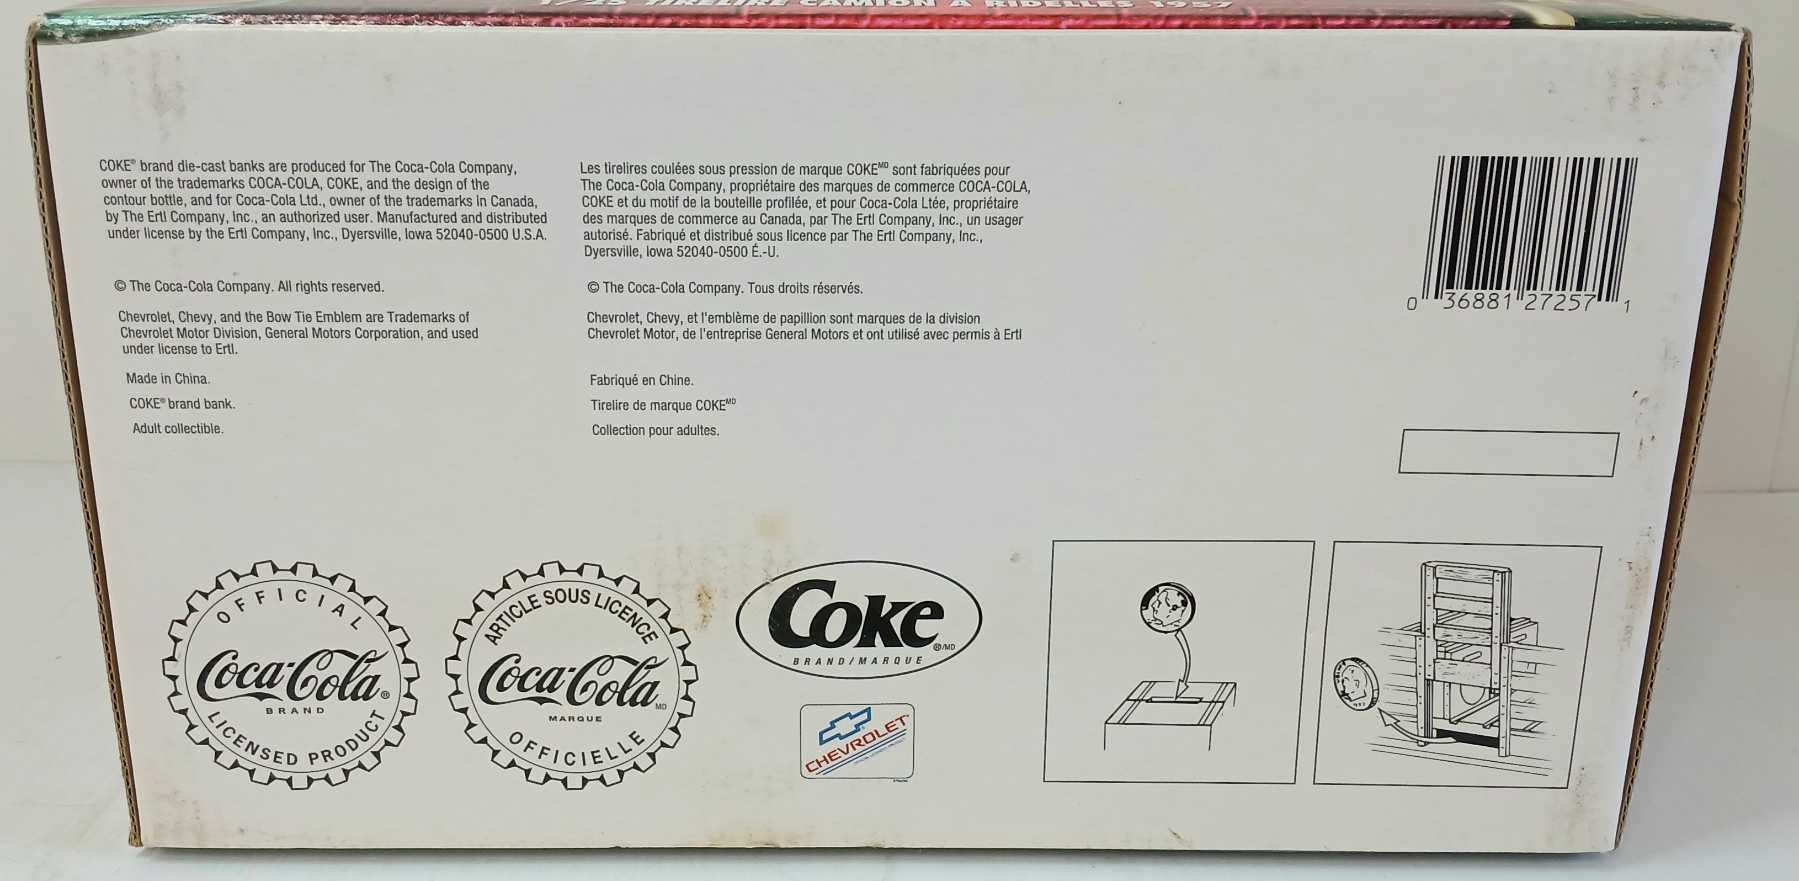 1/25 TIRELIRE CAMION À RIDELLES 1957
COKE® brand die-cast banks are produced for The Coca-Cola Company,
owner of the trademarks COCA-COLA, COKE, and the design of the
contour bottle, and for Coca-Cola Ltd., owner of the trademarks in Canada,
by The Ertl Company, Inc., an authorized user. Manufactured and distributed
under license by the Ertl Company, Inc., Dyersville, Iowa 52040-0500 U.S.A.
© The Coca-Cola Company. All rights reserved.
Chevrolet, Chevy, and the Bow Tie Emblem are Trademarks of
Chevrolet Motor Division, General Motors Corporation, and used
under license to Ertl.
Made in China.
COKE® brand bank.
Adult collectible.
Les tirelires coulées sous pression de marque COKEᴹᴰ sont fabriquées pour
The Coca-Cola Company, propriétaire des marques de commerce COCA-COLA,
COKE et du motif de la bouteille profilée, et pour Coca-Cola Ltée, propriétaire
des marques de commerce au Canada, par The Ertl Company, Inc., un usager
autorisé. Fabriqué et distribué sous licence par The Ertl Company, Inc.,
Dyersville, Iowa 52040-0500 É.-U.
© The Coca-Cola Company. Tous droits réservés.
Chevrolet, Chevy, et l'emblème de papillon sont marques de la division
Chevrolet Motor, de l'entreprise General Motors et ont utilisé avec permis à Ertl
Fabriqué en Chine.
Tirelire de marque COKEᴹᴰ
Collection pour adultes.
0 36881 27257 1
OFFICIAL
Coca-Cola®
BRAND
LICENSED PRODUCT
ARTICLE SOUS LICENCE
Coca-Cola MD
MARQUE
OFFICIELLE
Coke ®/MD
BRAND/MARQUE
CHEVROLET